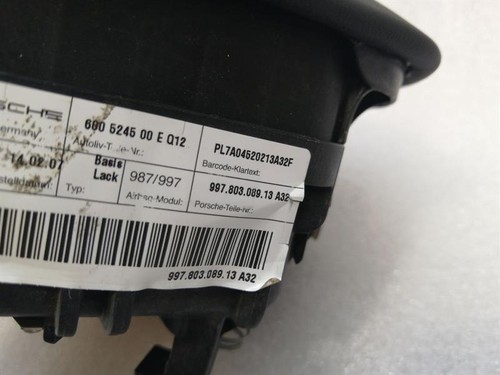 SCHE
Germany
600 5245 00 E Q12
Autoliv-Teile-Nr.:
PL7A04520213A32F
Barcode-Klartext:
14.02.07
Basis
Lack
Typ:
987/997
Airbag-Modul:
997.803.089.13 A32
Porsche-Teile-Nr.:
997.803.089.13 A32